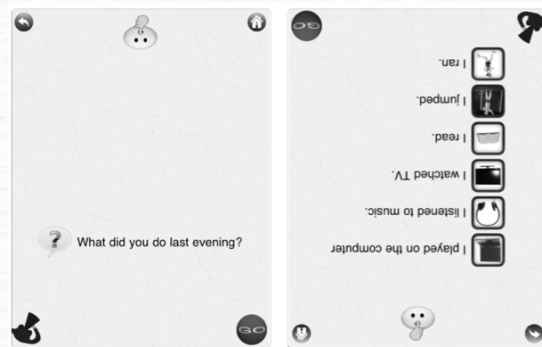 What did you do last evening?
GO
GO
I ran.
I jumped.
I read.
I watched TV.
I listened to music.
I played on the computer